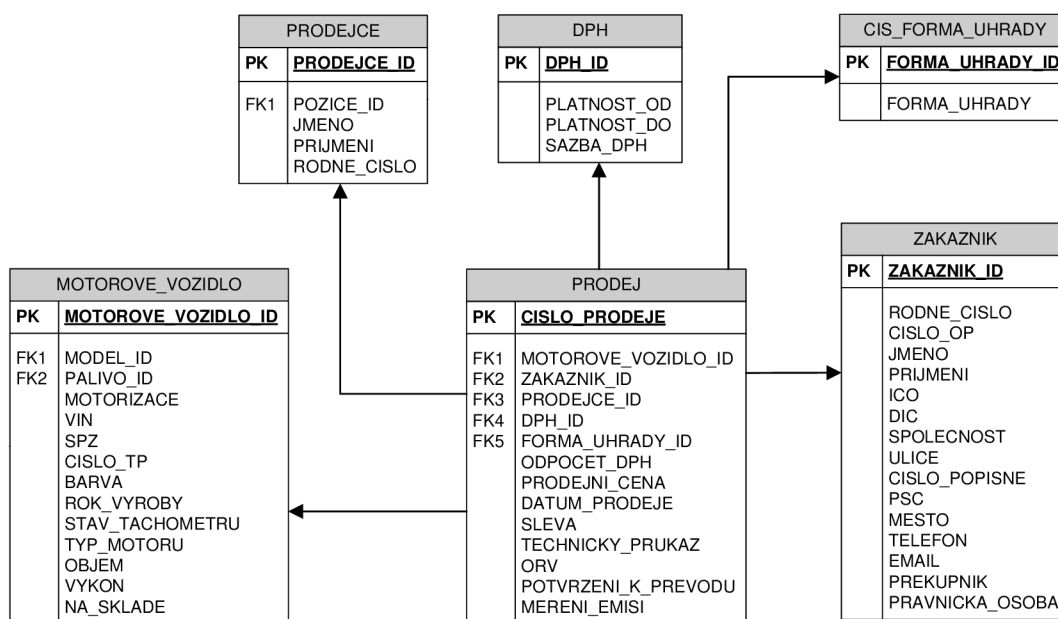 PRODEJCE
PK PRODEJCE_ID
FK1 POZICE_ID
JMENO
PRIJMENI
RODNE_CISLO
DPH
PK DPH_ID
PLATNOST_OD
PLATNOST_DO
SAZBA_DPH
CIS_FORMA_UHRADY
PK FORMA_UHRADY_ID
FORMA_UHRADY
MOTOROVE_VOZIDLO
PK MOTOROVE_VOZIDLO_ID
FK1 MODEL_ID
FK2 PALIVO_ID
MOTORIZACE
VIN
SPZ
CISLO_TP
BARVA
ROK_VYROBY
STAV_TACHOMETRU
TYP_MOTORU
OBJEM
VYKON
NA_SKLADE
PRODEJ
PK CISLO_PRODEJE
FK1 MOTOROVE_VOZIDLO_ID
FK2 ZAKAZNIK_ID
FK3 PRODEJCE_ID
FK4 DPH_ID
FK5 FORMA_UHRADY_ID
ODPOCET_DPH
PRODEJNI_CENA
DATUM_PRODEJE
SLEVA
TECHNICKY_PRUKAZ
ORV
POTVRZENI_K_PREVODU
MERENI_EMISI
ZAKAZNIK
PK ZAKAZNIK_ID
RODNE_CISLO
CISLO_OP
JMENO
PRIJMENI
ICO
DIC
SPOLECNOST
ULICE
CISLO_POPISNE
PSC
MESTO
TELEFON
EMAIL
PREKUPNIK
PRAVNICKA_OSOBA